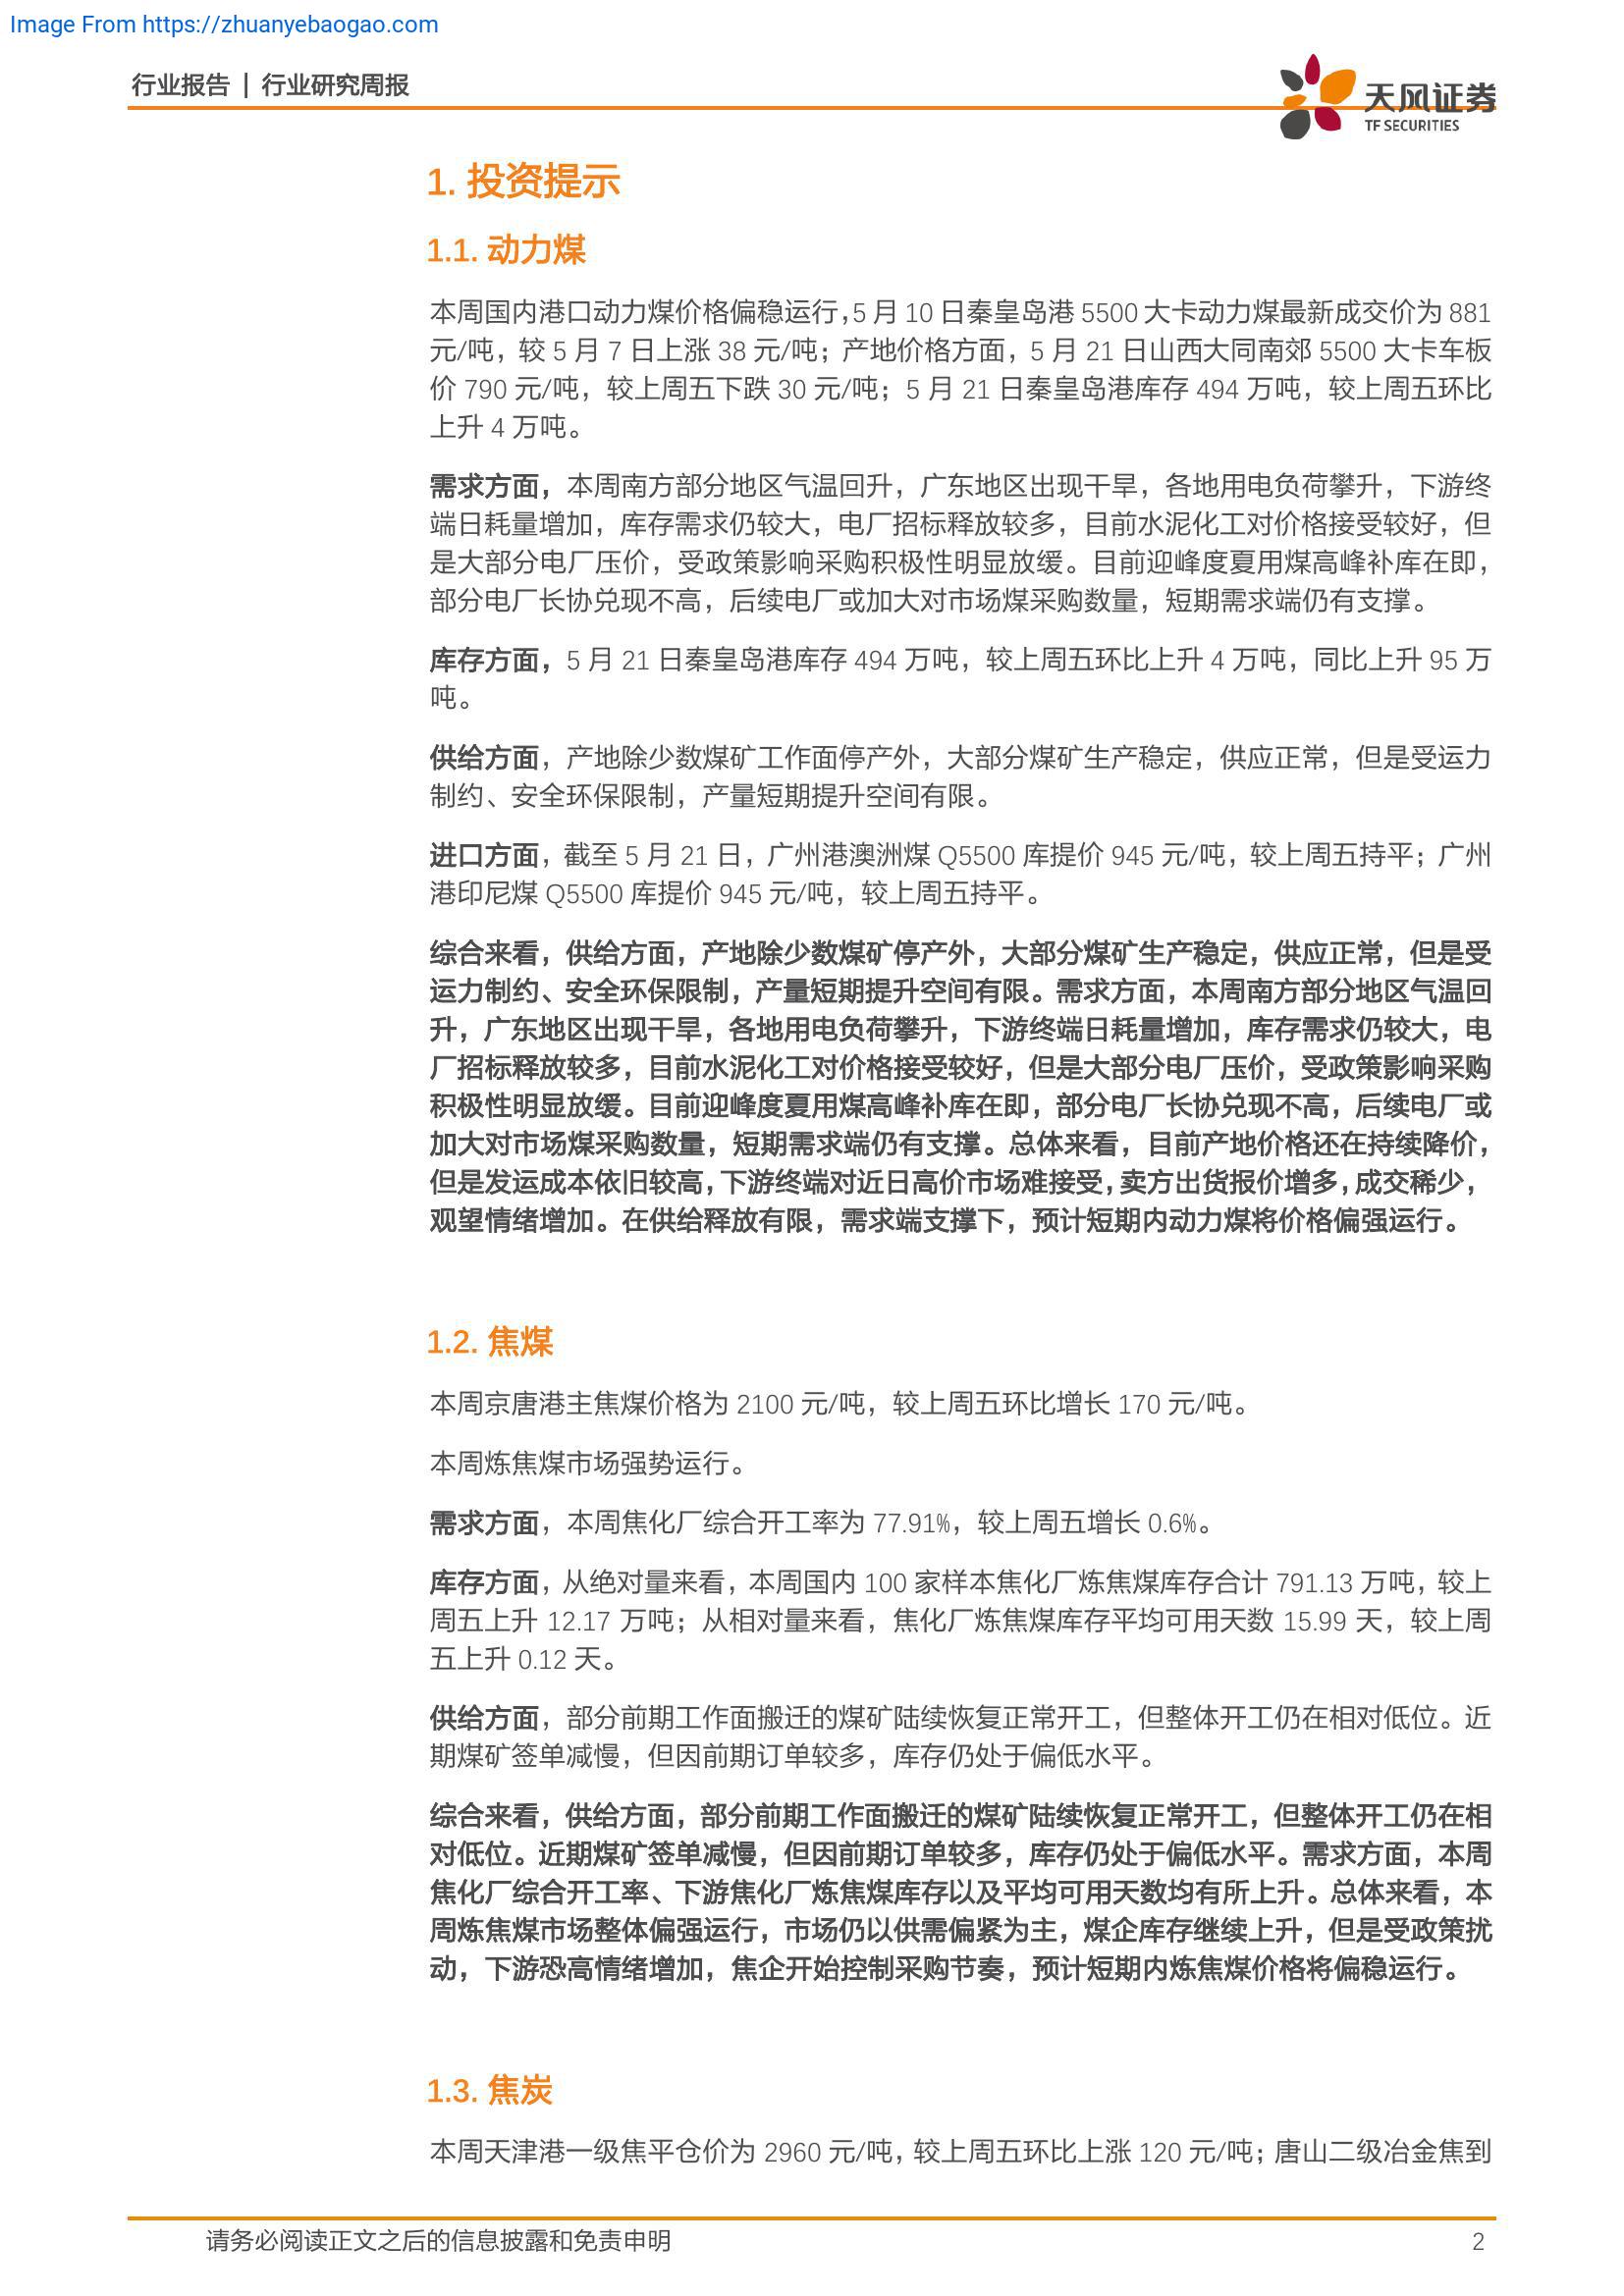 Image From https://zhuanyebaogao.com
行业报告 | 行业研究周报
天风证券
TF SECURITIES
1. 投资提示
1.1. 动力煤
本周国内港口动力煤价格偏稳运行，5 月 10 日秦皇岛港 5500 大卡动力煤最新成交价为 881
元/吨，较 5 月 7 日上涨 38 元/吨；产地价格方面，5 月 21 日山西大同南郊 5500 大卡车板
价 790 元/吨，较上周五下跌 30 元/吨；5 月 21 日秦皇岛港库存 494 万吨，较上周五环比
上升 4 万吨。
需求方面，本周南方部分地区气温回升，广东地区出现干旱，各地用电负荷攀升，下游终
端日耗量增加，库存需求仍较大，电厂招标释放较多，目前水泥化工对价格接受较好，但
是大部分电厂压价，受政策影响采购积极性明显放缓。目前迎峰度夏用煤高峰补库在即，
部分电厂长协兑现不高，后续电厂或加大对市场煤采购数量，短期需求端仍有支撑。
库存方面，5 月 21 日秦皇岛港库存 494 万吨，较上周五环比上升 4 万吨，同比上升 95 万
吨。
供给方面，产地除少数煤矿工作面停产外，大部分煤矿生产稳定，供应正常，但是受运力
制约、安全环保限制，产量短期提升空间有限。
进口方面，截至 5 月 21 日，广州港澳洲煤 Q5500 库提价 945 元/吨，较上周五持平；广州
港印尼煤 Q5500 库提价 945 元/吨，较上周五持平。
综合来看，供给方面，产地除少数煤矿停产外，大部分煤矿生产稳定，供应正常，但是受
运力制约、安全环保限制，产量短期提升空间有限。需求方面，本周南方部分地区气温回
升，广东地区出现干旱，各地用电负荷攀升，下游终端日耗量增加，库存需求仍较大，电
厂招标释放较多，目前水泥化工对价格接受较好，但是大部分电厂压价，受政策影响采购
积极性明显放缓。目前迎峰度夏用煤高峰补库在即，部分电厂长协兑现不高，后续电厂或
加大对市场煤采购数量，短期需求端仍有支撑。总体来看，目前产地价格还在持续降价，
但是发运成本依旧较高，下游终端对近日高价市场难接受，卖方出货报价增多，成交稀少，
观望情绪增加。在供给释放有限，需求端支撑下，预计短期内动力煤将价格偏强运行。
1.2. 焦煤
本周京唐港主焦煤价格为 2100 元/吨，较上周五环比增长 170 元/吨。
本周炼焦煤市场强势运行。
需求方面，本周焦化厂综合开工率为 77.91%，较上周五增长 0.6%。
库存方面，从绝对量来看，本周国内 100 家样本焦化厂炼焦煤库存合计 791.13 万吨，较上
周五上升 12.17 万吨；从相对量来看，焦化厂炼焦煤库存平均可用天数 15.99 天，较上周
五上升 0.12 天。
供给方面，部分前期工作面搬迁的煤矿陆续恢复正常开工，但整体开工仍在相对低位。近
期煤矿签单减慢，但因前期订单较多，库存仍处于偏低水平。
综合来看，供给方面，部分前期工作面搬迁的煤矿陆续恢复正常开工，但整体开工仍在相
对低位。近期煤矿签单减慢，但因前期订单较多，库存仍处于偏低水平。需求方面，本周
焦化厂综合开工率、下游焦化厂炼焦煤库存以及平均可用天数均有所上升。总体来看，本
周炼焦煤市场整体偏强运行，市场仍以供需偏紧为主，煤企库存继续上升，但是受政策扰
动，下游恐高情绪增加，焦企开始控制采购节奏，预计短期内炼焦煤价格将偏稳运行。
1.3. 焦炭
本周天津港一级焦平仓价为 2960 元/吨，较上周五环比上涨 120 元/吨；唐山二级冶金焦到
请务必阅读正文之后的信息披露和免责申明
2